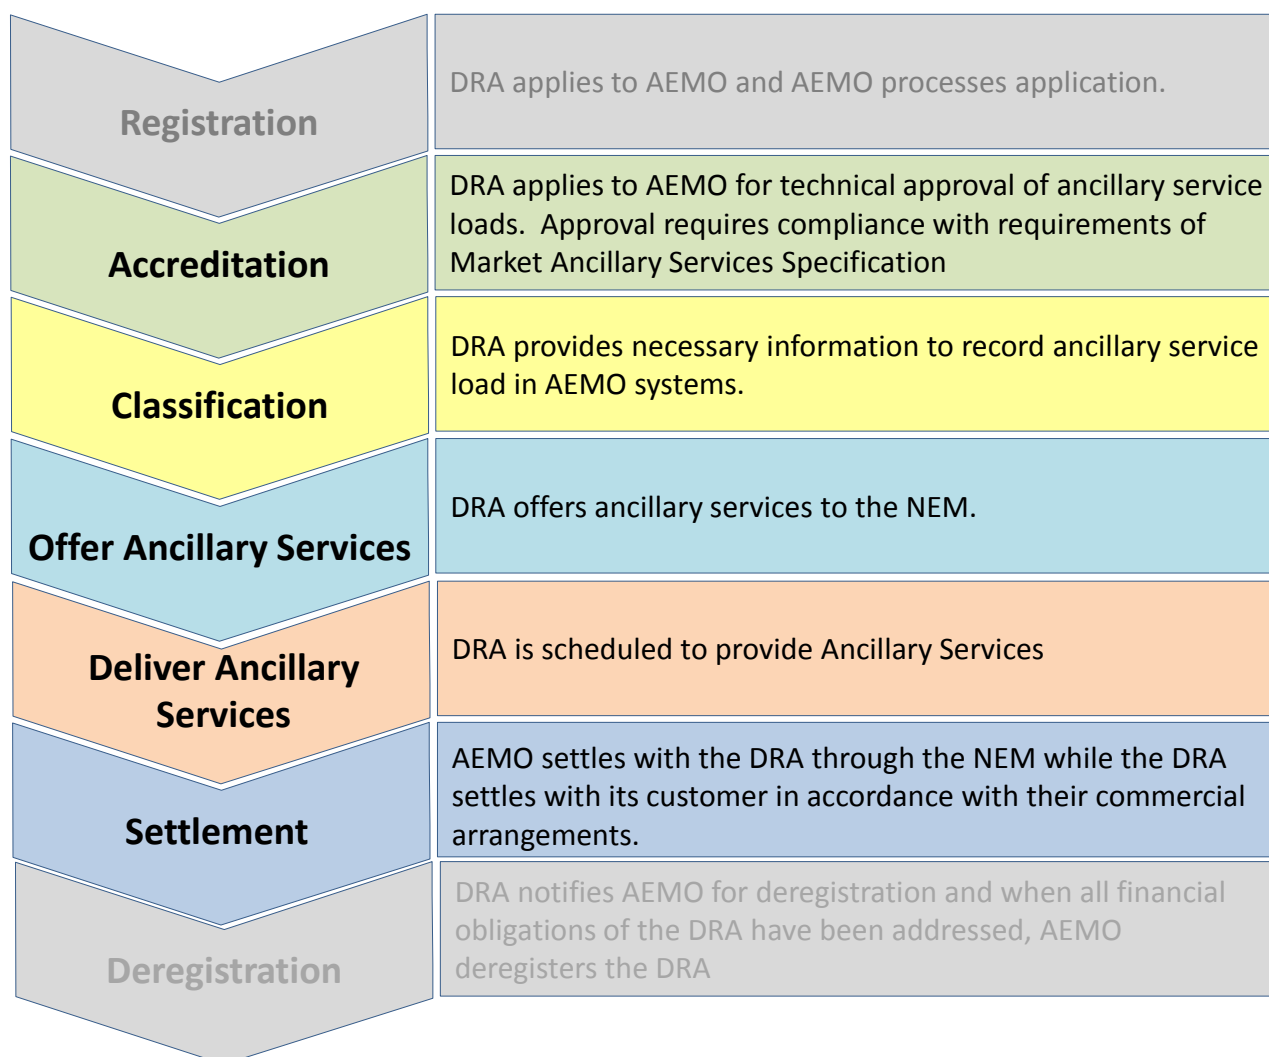 Registration
DRA applies to AEMO and AEMO processes application.
Accreditation
DRA applies to AEMO for technical approval of ancillary service
loads.  Approval requires compliance with requirements of
Market Ancillary Services Specification
Classification
DRA provides necessary information to record ancillary service
load in AEMO systems.
Offer Ancillary Services
DRA offers ancillary services to the NEM.
Deliver Ancillary
Services
DRA is scheduled to provide Ancillary Services
Settlement
AEMO settles with the DRA through the NEM while the DRA
settles with its customer in accordance with their commercial
arrangements.
Deregistration
DRA notifies AEMO for deregistration and when all financial
obligations of the DRA have been addressed, AEMO
deregisters the DRA